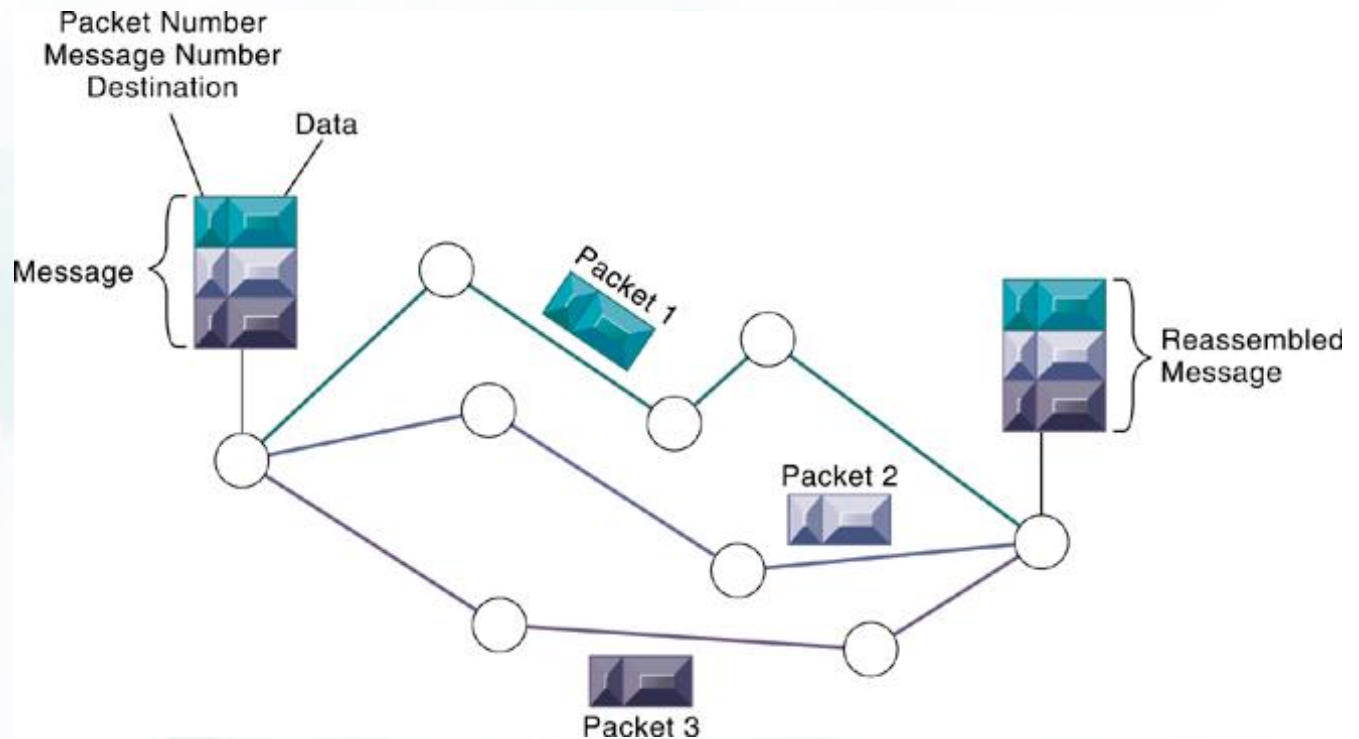 Packet Number
Message Number
Destination
Data
Message
Packet 1
Reassembled
Message
Packet 2
Packet 3